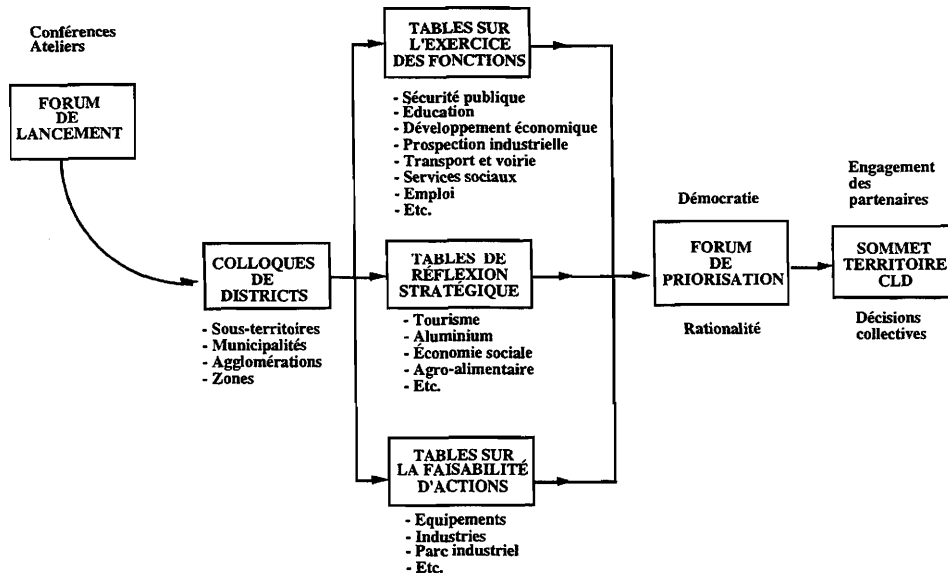 Conférences
Ateliers
FORUM
DE
LANCEMENT
COLLOQUES
DE
DISTRICTS
- Sous-territoires
- Municipalités
- Agglomérations
- Zones
TABLES SUR
L'EXERCICE
DES FONCTIONS
- Sécurité publique
- Education
- Développement économique
- Prospection industrielle
- Transport et voirie
- Services sociaux
- Emploi
- Etc.
TABLES DE
RÉFLEXION
STRATÉGIQUE
- Tourisme
- Aluminium
- Économie sociale
- Agro-alimentaire
- Etc.
TABLES SUR
LA FAISABILITÉ
D'ACTIONS
- Equipements
- Industries
- Parc industriel
- Etc.
Démocratie
FORUM
DE
PRIORISATION
Rationalité
Engagement
des
partenaires
SOMMET
TERRITOIRE
CLD
Décisions
collectives